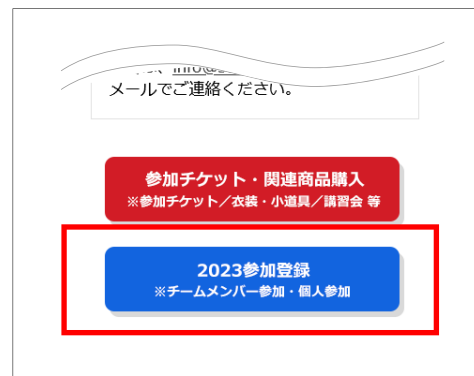 メールでご連絡ください。
参加チケット・関連商品購入
※参加チケット／衣装・小道具／講習会 等
2023参加登録
※チームメンバー参加・個人参加